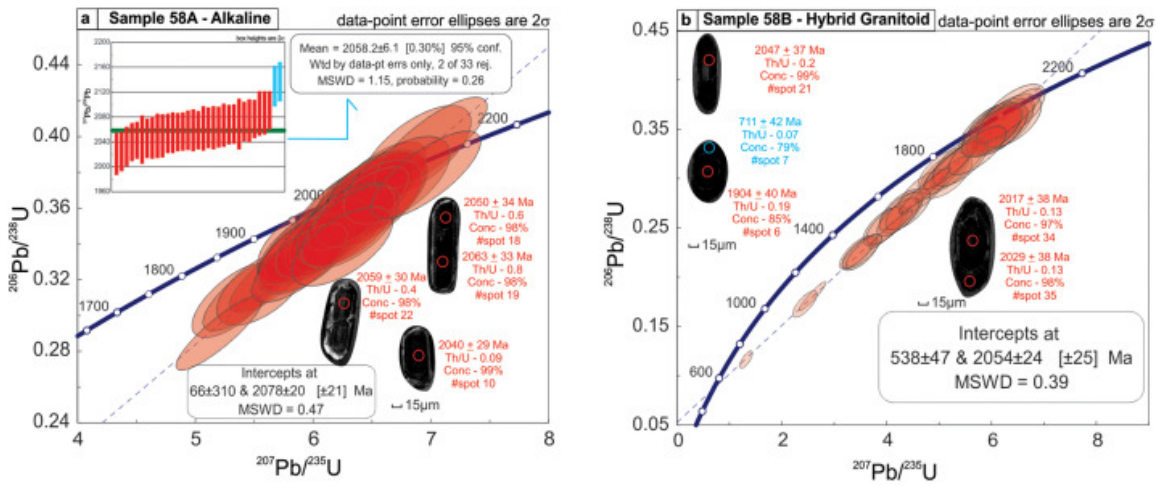 a Sample 58A - Alkaline
data-point error ellipses are 2σ
box heights are 2σ
2200
2160
2120
2080
2040
2000
1960
Mean = 2058.2±6.1 [0.30%] 95% conf.
Wtd by data-pt errs only, 2 of 33 rej.
MSWD = 1.15, probability = 0.26
0.44
0.40
0.36
0.32
0.28
0.24
206Pb/238U
1700
1800
1900
2000
2200
2050 ± 34 Ma
Th/U - 0.6
Conc - 98%
#spot 18
2063 ± 33 Ma
Th/U - 0.8
Conc - 98%
#spot 19
2059 ± 30 Ma
Th/U - 0.4
Conc - 98%
#spot 22
2040 ± 29 Ma
Th/U - 0.09
Conc - 99%
#spot 10
15µm
Intercepts at
66±310 & 2078±20 [±21] Ma
MSWD = 0.47
4 5 6 7 8
207Pb/235U
b Sample 58B - Hybrid Granitoid
data-point error ellipses are 2σ
0.45
0.35
0.25
0.15
0.05
206Pb/238U
2047 ± 37 Ma
Th/U - 0.2
Conc - 99%
#spot 21
711 ± 42 Ma
Th/U - 0.07
Conc - 79%
#spot 7
1904 ± 40 Ma
Th/U - 0.19
Conc - 85%
#spot 6
15µm
600
1000
1400
1800
2200
2017 ± 38 Ma
Th/U - 0.13
Conc - 97%
#spot 34
2029 ± 38 Ma
Th/U - 0.13
Conc - 98%
#spot 35
15µm
Intercepts at
538±47 & 2054±24 [±25] Ma
MSWD = 0.39
0 2 4 6 8
207Pb/235U